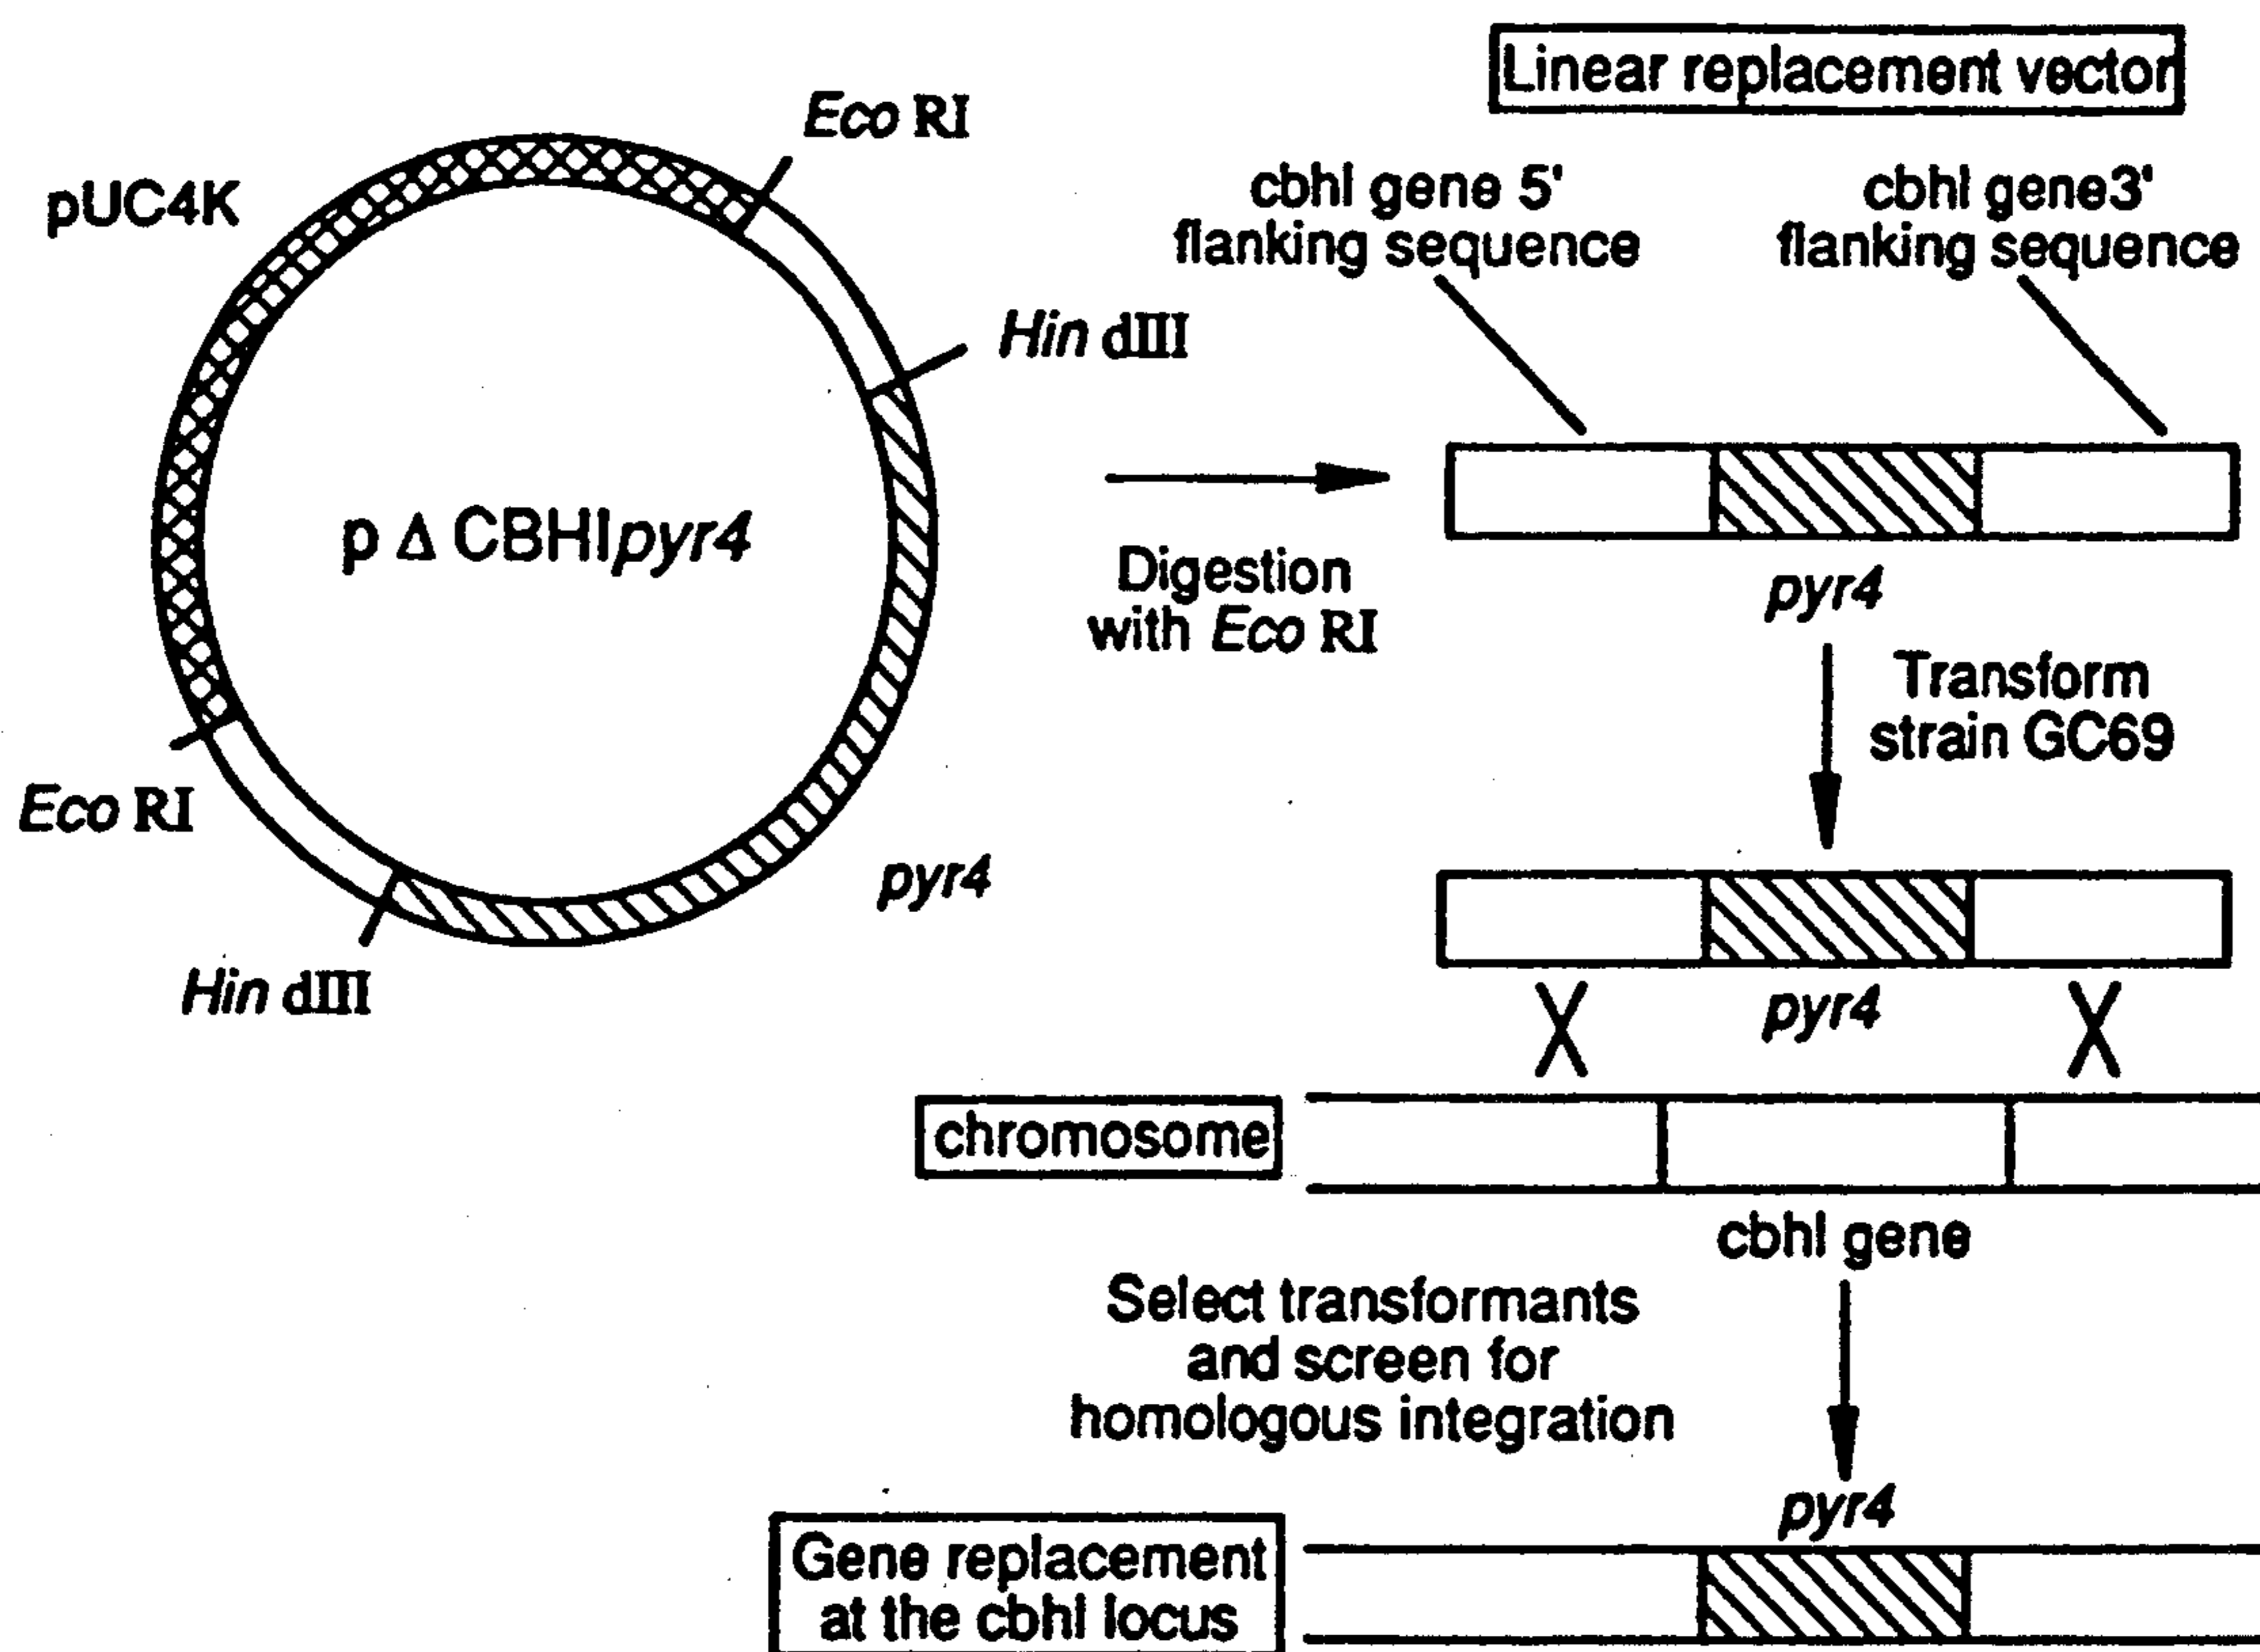 Linear replacement vector
Eco RI
pUC4K
cbhI gene 5'
flanking sequence
cbhI gene3'
flanking sequence
Hin dIII
p Δ CBHIpyr4
Digestion
with Eco RI
pyr4
Transform
strain GC69
Eco RI
pyr4
Hin dIII
pyr4
chromosome
cbhI gene
Select transformants
and screen for
homologous integration
pyr4
Gene replacement
at the cbhI locus